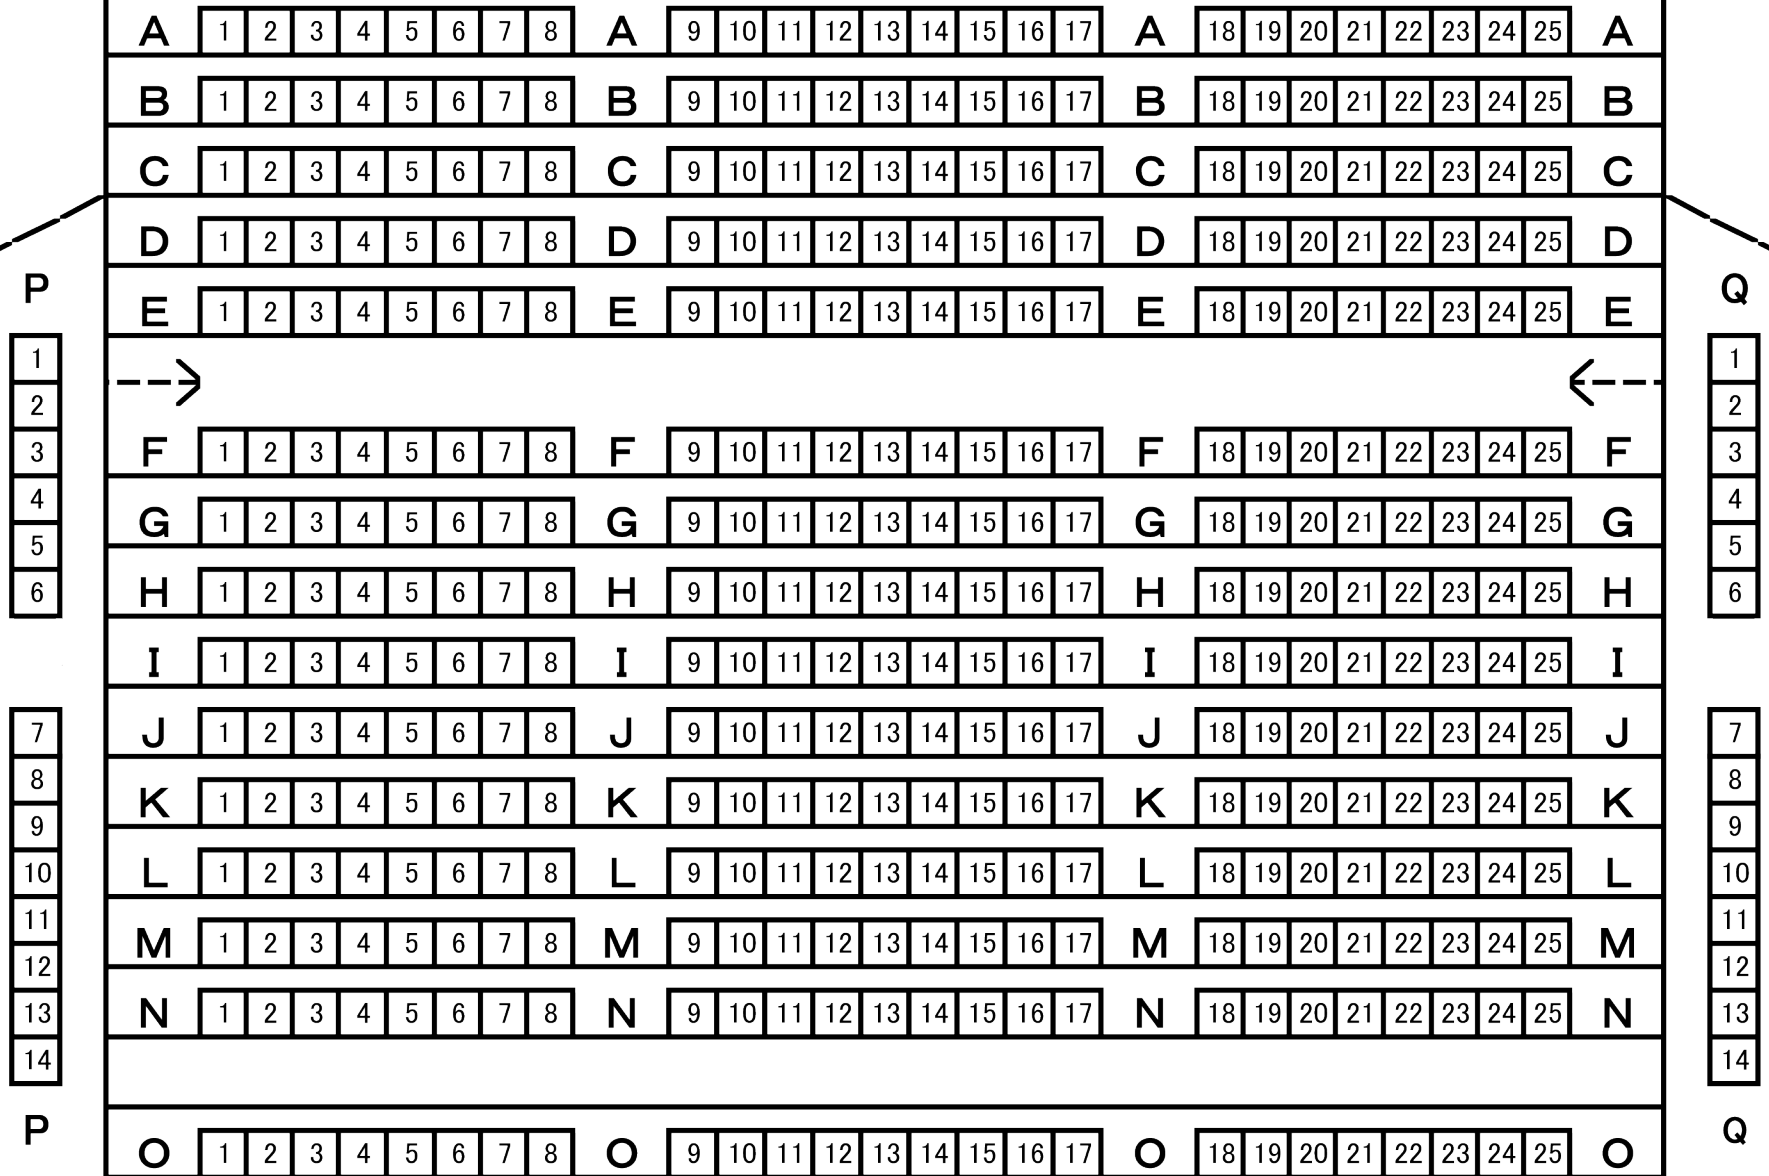 A 1 2 3 4 5 6 7 8 A 9 10 11 12 13 14 15 16 17 A 18 19 20 21 22 23 24 25 A
B 1 2 3 4 5 6 7 8 B 9 10 11 12 13 14 15 16 17 B 18 19 20 21 22 23 24 25 B
C 1 2 3 4 5 6 7 8 C 9 10 11 12 13 14 15 16 17 C 18 19 20 21 22 23 24 25 C
D 1 2 3 4 5 6 7 8 D 9 10 11 12 13 14 15 16 17 D 18 19 20 21 22 23 24 25 D
P Q
E 1 2 3 4 5 6 7 8 E 9 10 11 12 13 14 15 16 17 E 18 19 20 21 22 23 24 25 E
1 1
2 2
3 F 1 2 3 4 5 6 7 8 F 9 10 11 12 13 14 15 16 17 F 18 19 20 21 22 23 24 25 F 3
4 4
G 1 2 3 4 5 6 7 8 G 9 10 11 12 13 14 15 16 17 G 18 19 20 21 22 23 24 25 G
5 5
6 H 1 2 3 4 5 6 7 8 H 9 10 11 12 13 14 15 16 17 H 18 19 20 21 22 23 24 25 H 6
I 1 2 3 4 5 6 7 8 I 9 10 11 12 13 14 15 16 17 I 18 19 20 21 22 23 24 25 I
7 J 1 2 3 4 5 6 7 8 J 9 10 11 12 13 14 15 16 17 J 18 19 20 21 22 23 24 25 J 7
8 8
K 1 2 3 4 5 6 7 8 K 9 10 11 12 13 14 15 16 17 K 18 19 20 21 22 23 24 25 K
9 9
10 L 1 2 3 4 5 6 7 8 L 9 10 11 12 13 14 15 16 17 L 18 19 20 21 22 23 24 25 L 10
11 11
M 1 2 3 4 5 6 7 8 M 9 10 11 12 13 14 15 16 17 M 18 19 20 21 22 23 24 25 M
12 12
13 N 1 2 3 4 5 6 7 8 N 9 10 11 12 13 14 15 16 17 N 18 19 20 21 22 23 24 25 N 13
14 14
P Q
O 1 2 3 4 5 6 7 8 O 9 10 11 12 13 14 15 16 17 O 18 19 20 21 22 23 24 25 O